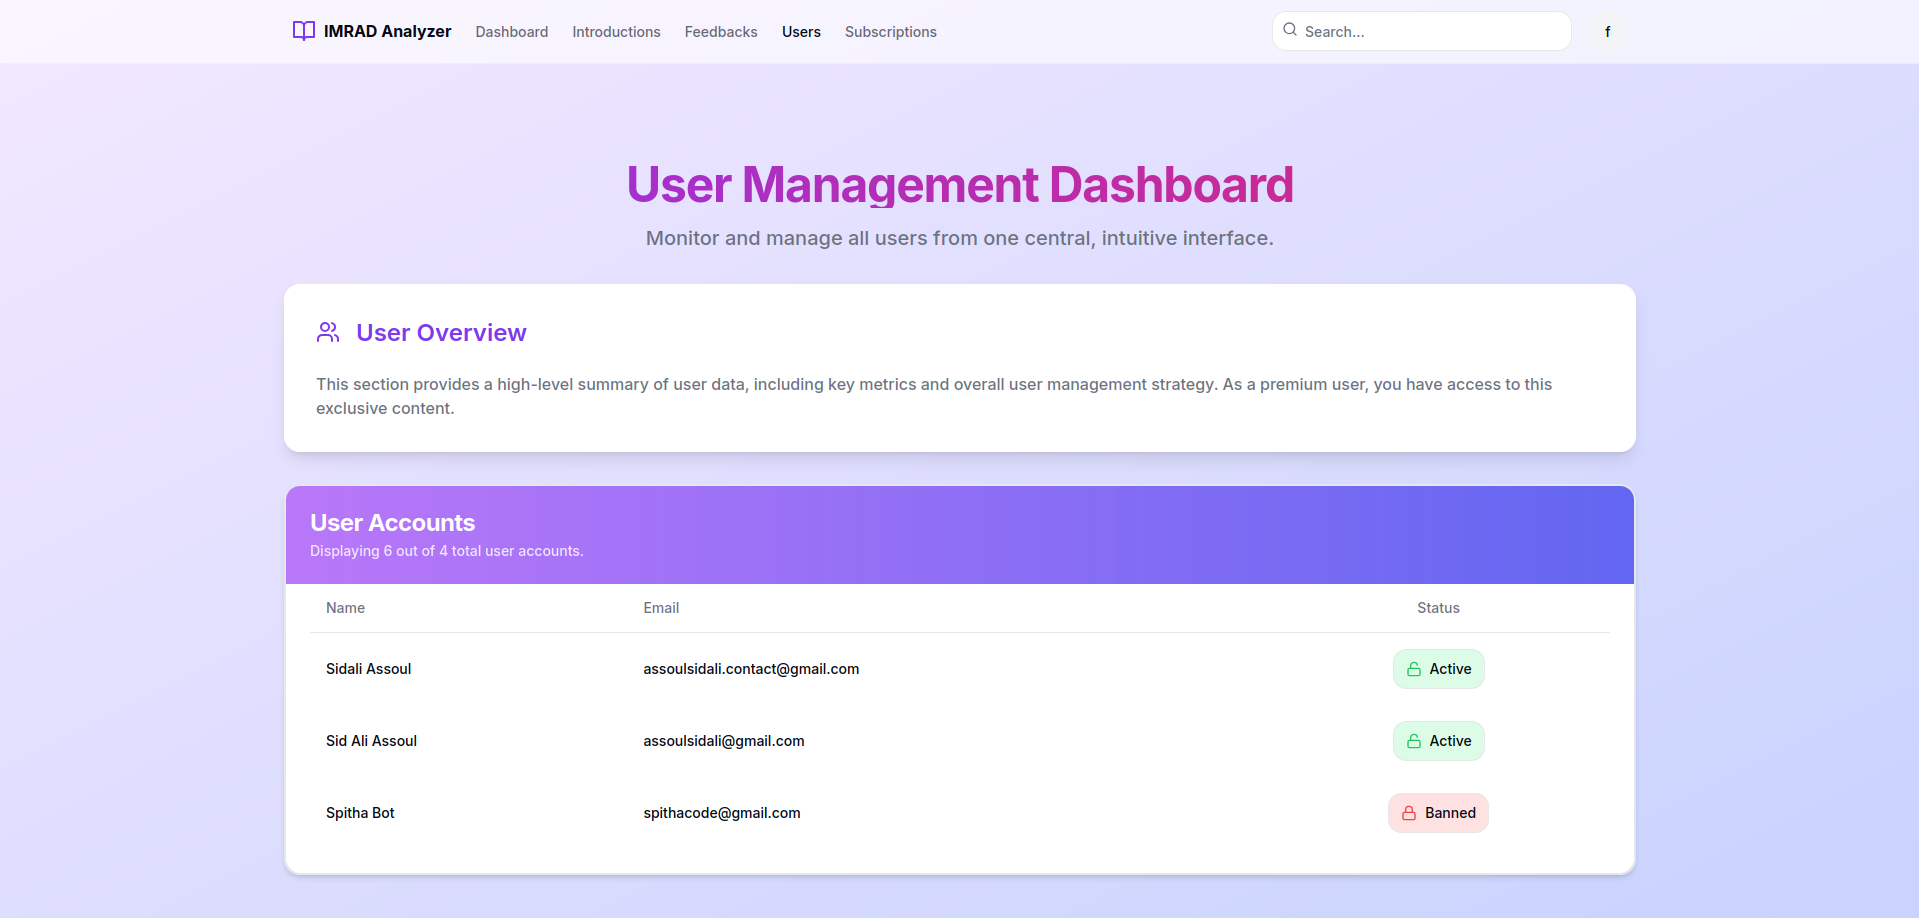 IMRAD Analyzer Dashboard Introductions Feedbacks Users Subscriptions Search... f
User Management Dashboard
Monitor and manage all users from one central, intuitive interface.
User Overview
This section provides a high-level summary of user data, including key metrics and overall user management strategy. As a premium user, you have access to this
exclusive content.
User Accounts
Displaying 6 out of 4 total user accounts.
Name Email Status
Sidali Assoul assoulsidali.contact@gmail.com Active
Sid Ali Assoul assoulsidali@gmail.com Active
Spitha Bot spithacode@gmail.com Banned